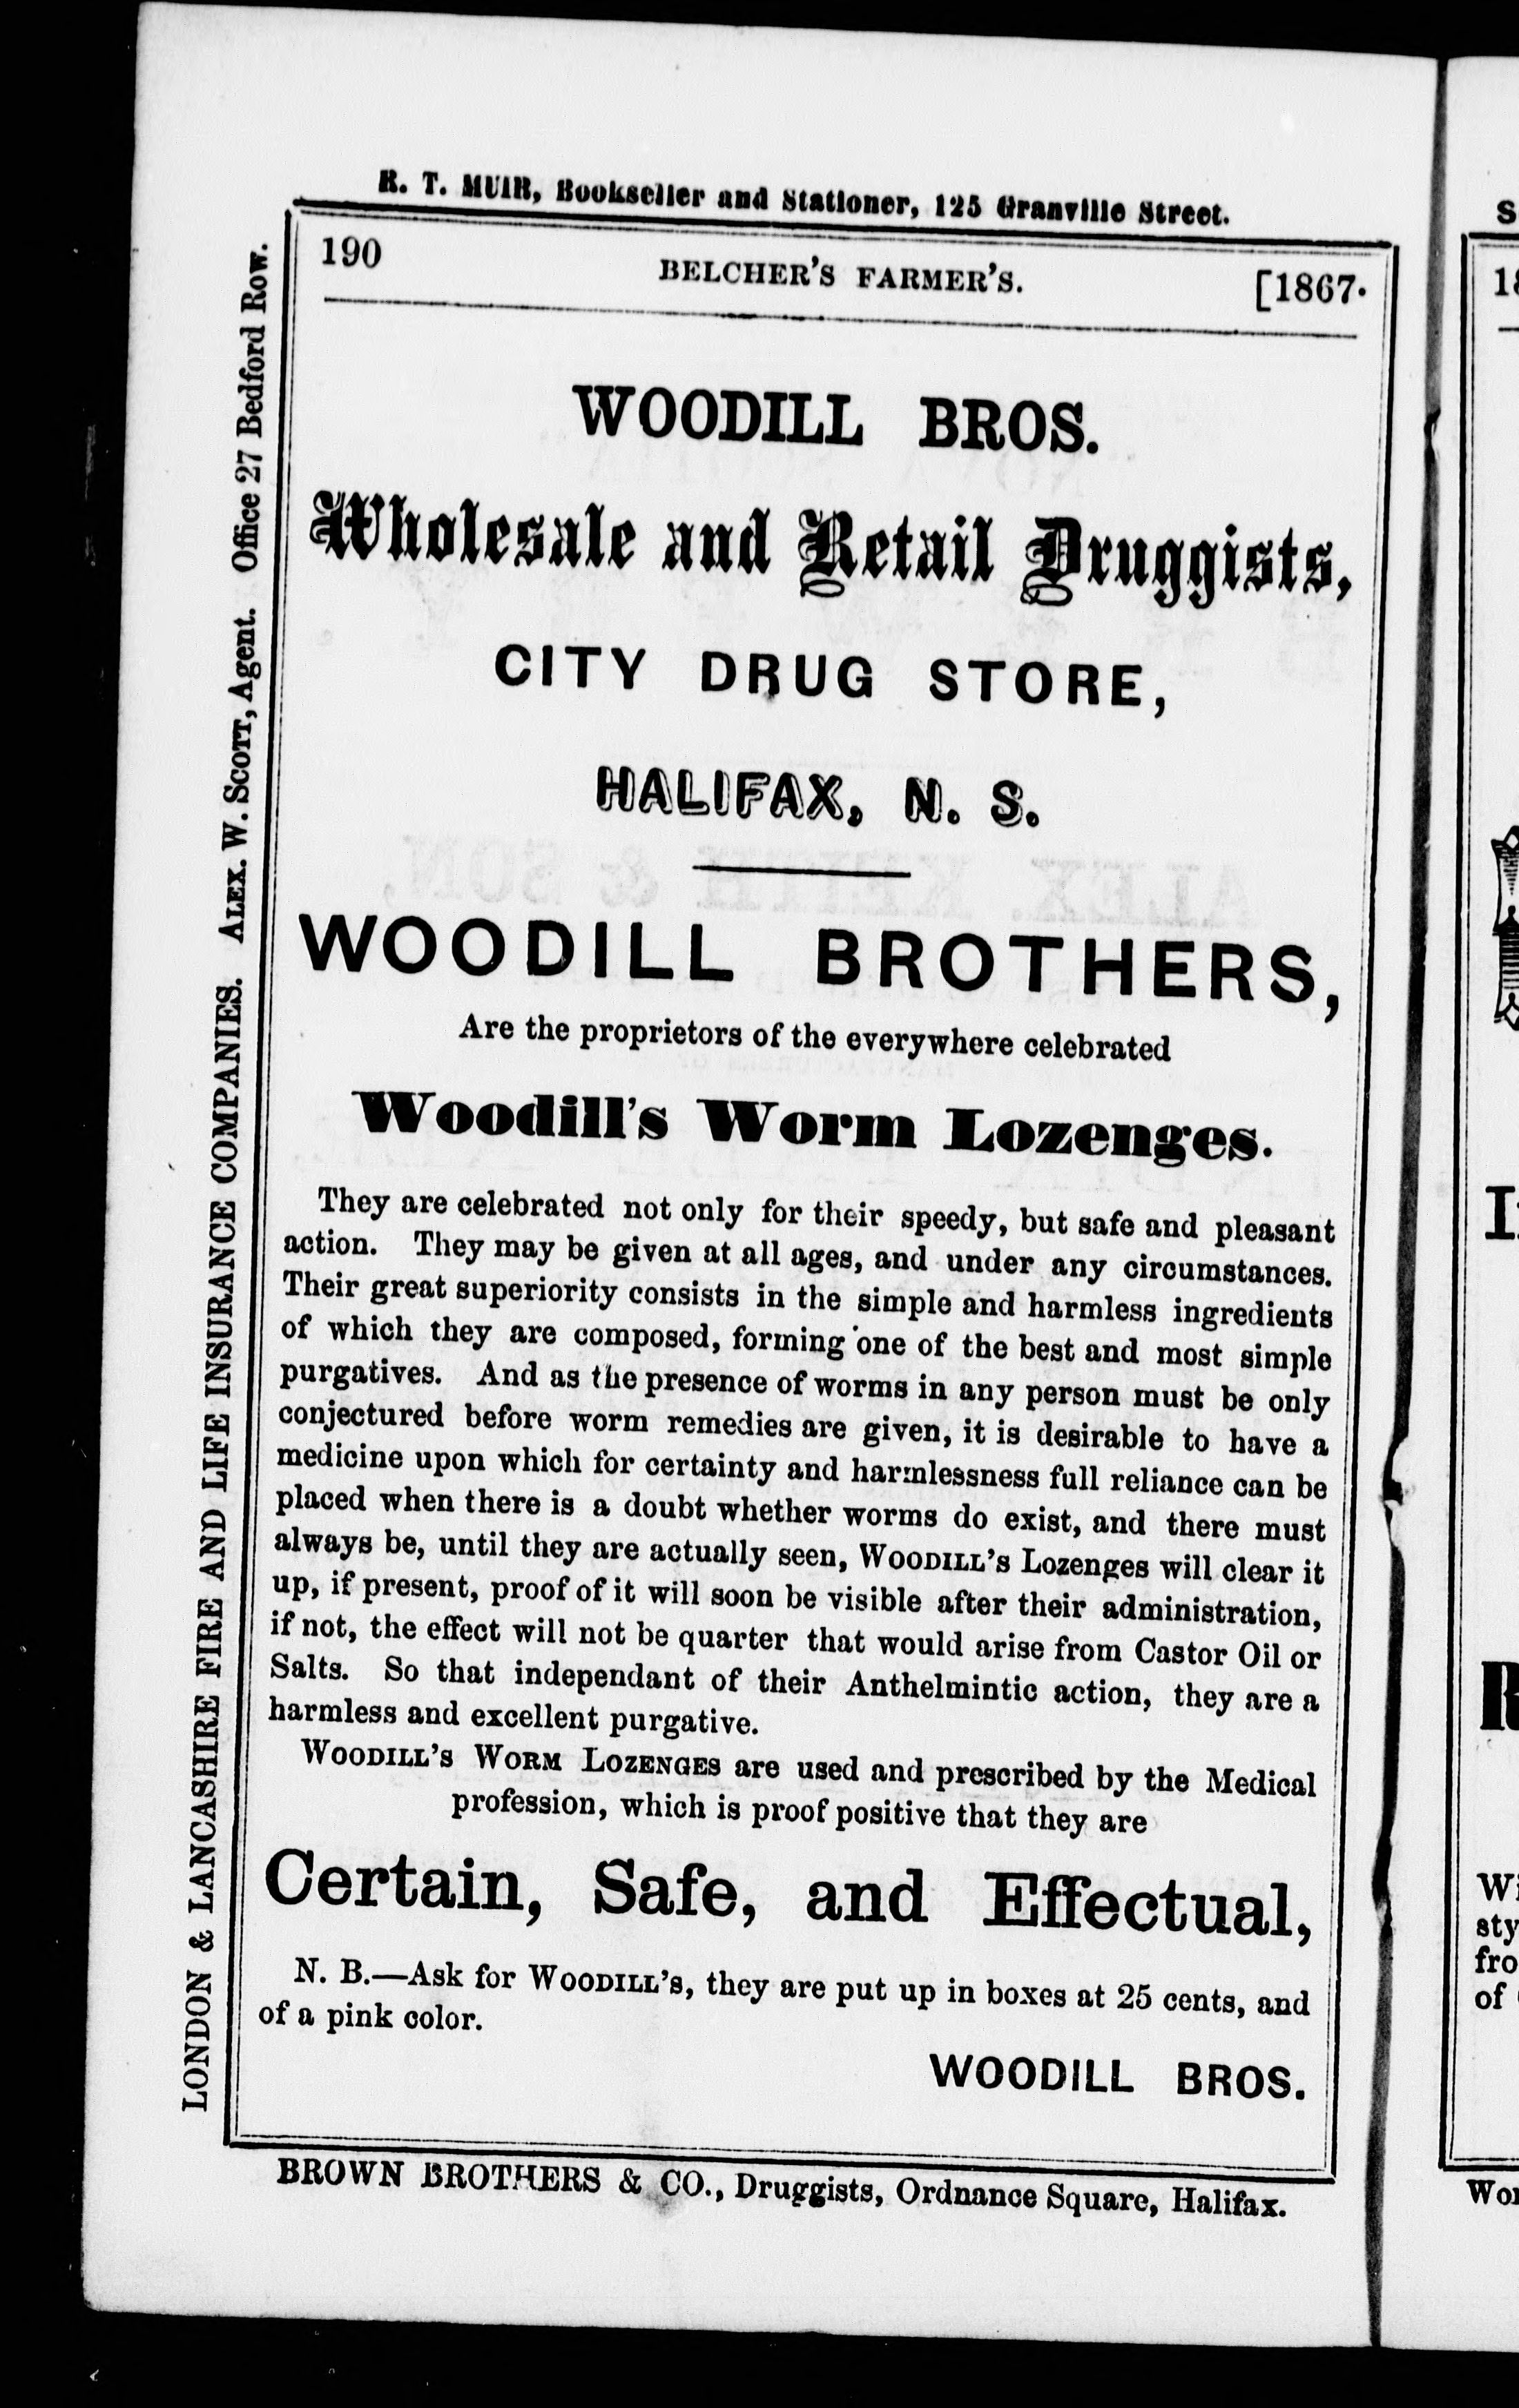 R. T. MUIR, Bookseller and Stationer, 125 Granville Street.
190 BELCHER'S FARMER'S. [1867.
WOODILL BROS.
Wholesale and Retail Druggists,
CITY DRUG STORE,
HALIFAX, N. S.
WOODILL BROTHERS,
Are the proprietors of the everywhere celebrated
Woodill's Worm Lozenges.
They are celebrated not only for their speedy, but safe and pleasant
action. They may be given at all ages, and under any circumstances.
Their great superiority consists in the simple and harmless ingredients
of which they are composed, forming one of the best and most simple
purgatives. And as the presence of worms in any person must be only
conjectured before worm remedies are given, it is desirable to have a
medicine upon which for certainty and harmlessness full reliance can be
placed when there is a doubt whether worms do exist, and there must
always be, until they are actually seen, WOODILL'S Lozenges will clear it
up, if present, proof of it will soon be visible after their administration,
if not, the effect will not be quarter that would arise from Castor Oil or
Salts. So that independant of their Anthelmintic action, they are a
harmless and excellent purgative.
WOODILL'S WORM LOZENGES are used and prescribed by the Medical
profession, which is proof positive that they are
Certain, Safe, and Effectual,
N. B.—Ask for WOODILL'S, they are put up in boxes at 25 cents, and
of a pink color.
WOODILL BROS.
BROWN BROTHERS & CO., Druggists, Ordnance Square, Halifax.
LONDON & LANCASHIRE FIRE AND LIFE INSURANCE COMPANIES. ALEX. W. SCOTT, Agent. Office 27 Bedford Row.
sty
fro
of